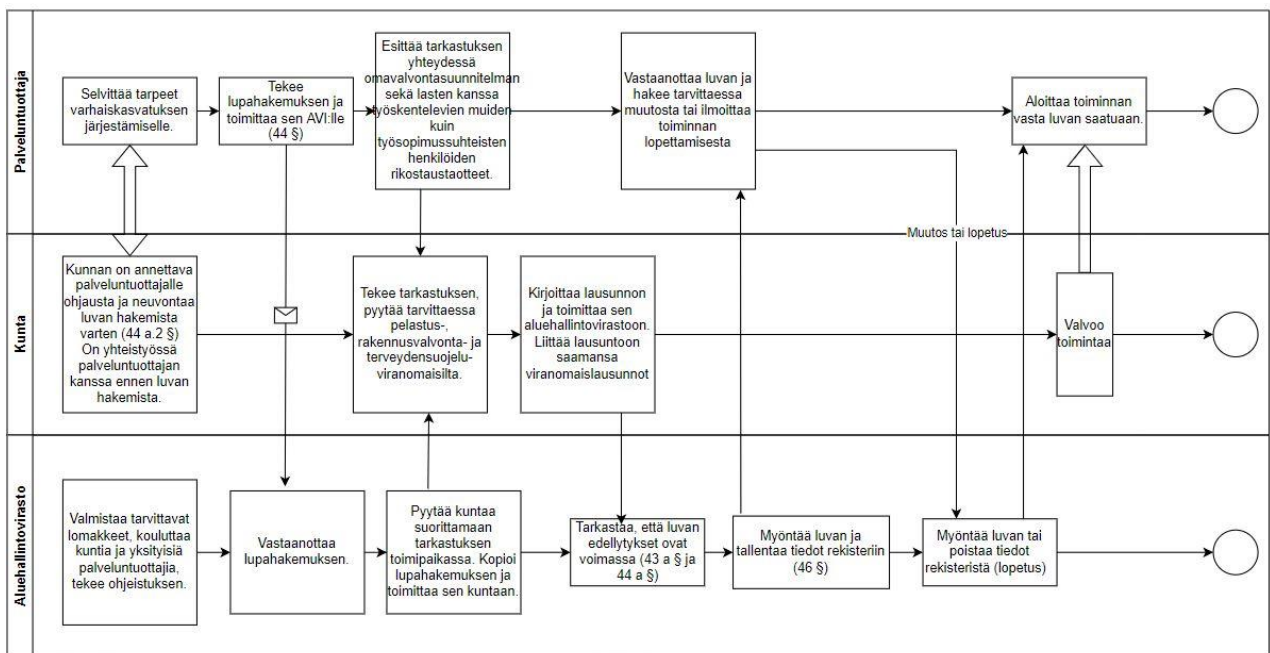 Palveluntuottaja
Selvittää tarpeet
varhaiskasvatuksen
järjestämiselle.
Tekee
lupahakemuksen ja
toimittaa sen AVI:lle
(44 §)
Esittää tarkastuksen
yhteydessä
omavalvontasuunnitelman
sekä lasten kanssa
työskentelevien muiden
kuin
työsopimussuhteisten
henkilöiden
rikostaustaotteet.
Vastaanottaa luvan ja
hakee tarvittaessa
muutosta tai ilmoittaa
toiminnan
lopettamisesta
Aloittaa toiminnan
vasta luvan saatuaan.
Muutos tai lopetus
Kunta
Kunnan on annettava
palveluntuottajalle
ohjausta ja neuvontaa
luvan hakemista
varten (44 a.2 §)
On yhteistyössä
palveluntuottajan
kanssa ennen luvan
hakemista.
Tekee tarkastuksen,
pyytää tarvittaessa
pelastus-,
rakennusvalvonta- ja
terveydensuojelu-
viranomaisilta.
Kirjoittaa lausunnon
ja toimittaa sen
aluehallintovirastoon.
Liittää lausuntoon
saamansa
viranomaislausunnot
Valvoo
toimintaa
Aluehallintovirasto
Valmistaa tarvittavat
lomakkeet, kouluttaa
kuntia ja yksityisiä
palveluntuottajia,
tekee ohjeistuksen.
Vastaanottaa
lupahakemuksen.
Pyytää kuntaa
suorittamaan
tarkastuksen
toimipaikassa. Kopioi
lupahakemuksen ja
toimittaa sen kuntaan.
Tarkastaa, että luvan
edellytykset ovat
voimassa (43 a § ja
44 a §)
Myöntää luvan ja
tallentaa tiedot rekisteriin
(46 §)
Myöntää luvan tai
poistaa tiedot
rekisteristä (lopetus)